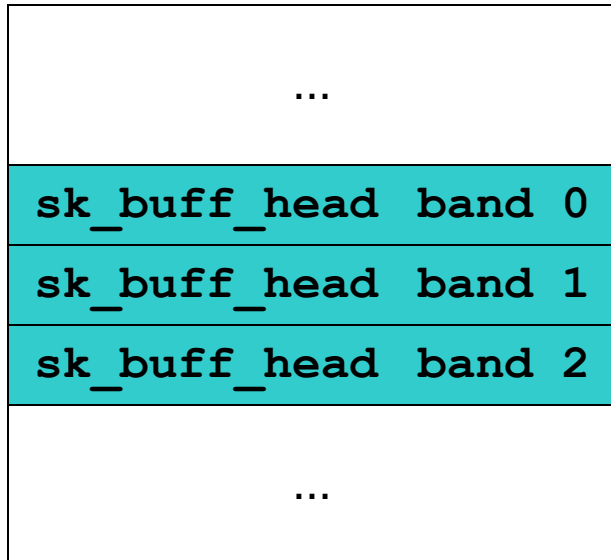 ...
sk_buff_head band 0
sk_buff_head band 1
sk_buff_head band 2
...